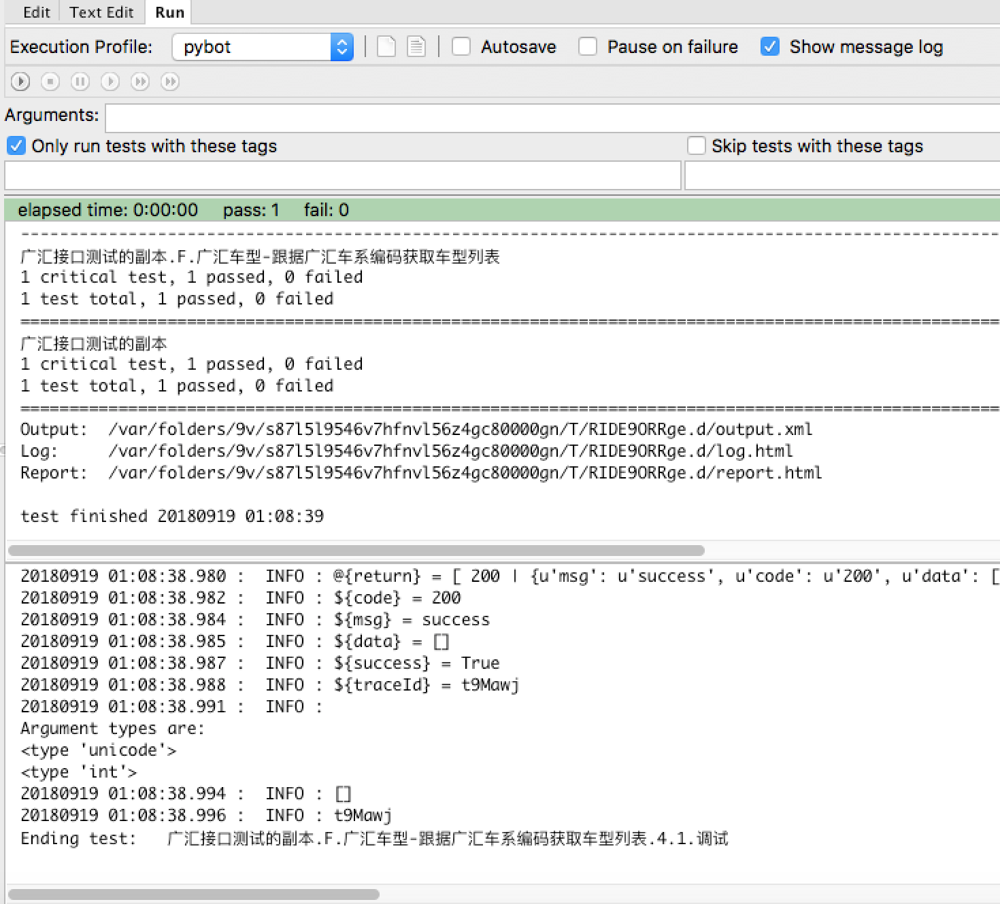 Edit Text Edit Run
Execution Profile: pybot Autosave Pause on failure Show message log
Arguments:
Only run tests with these tags Skip tests with these tags
elapsed time: 0:00:00 pass: 1 fail: 0
--------------------------------------------------------------------------------
广汇接口测试的副本.F.广汇车型-跟据广汇车系编码获取车型列表
1 critical test, 1 passed, 0 failed
1 test total, 1 passed, 0 failed
================================================================================
广汇接口测试的副本
1 critical test, 1 passed, 0 failed
1 test total, 1 passed, 0 failed
================================================================================
Output: /var/folders/9v/s87l5l9546v7hfnvl56z4gc80000gn/T/RIDE9ORRge.d/output.xml
Log: /var/folders/9v/s87l5l9546v7hfnvl56z4gc80000gn/T/RIDE9ORRge.d/log.html
Report: /var/folders/9v/s87l5l9546v7hfnvl56z4gc80000gn/T/RIDE9ORRge.d/report.html
test finished 20180919 01:08:39
20180919 01:08:38.980 : INFO : @{return} = [ 200 | {u'msg': u'success', u'code': u'200', u'data': [
20180919 01:08:38.982 : INFO : ${code} = 200
20180919 01:08:38.984 : INFO : ${msg} = success
20180919 01:08:38.985 : INFO : ${data} = []
20180919 01:08:38.987 : INFO : ${success} = True
20180919 01:08:38.988 : INFO : ${traceId} = t9Mawj
20180919 01:08:38.991 : INFO :
Argument types are:
<type 'unicode'>
<type 'int'>
20180919 01:08:38.994 : INFO : []
20180919 01:08:38.996 : INFO : t9Mawj
Ending test: 广汇接口测试的副本.F.广汇车型-跟据广汇车系编码获取车型列表.4.1.调试